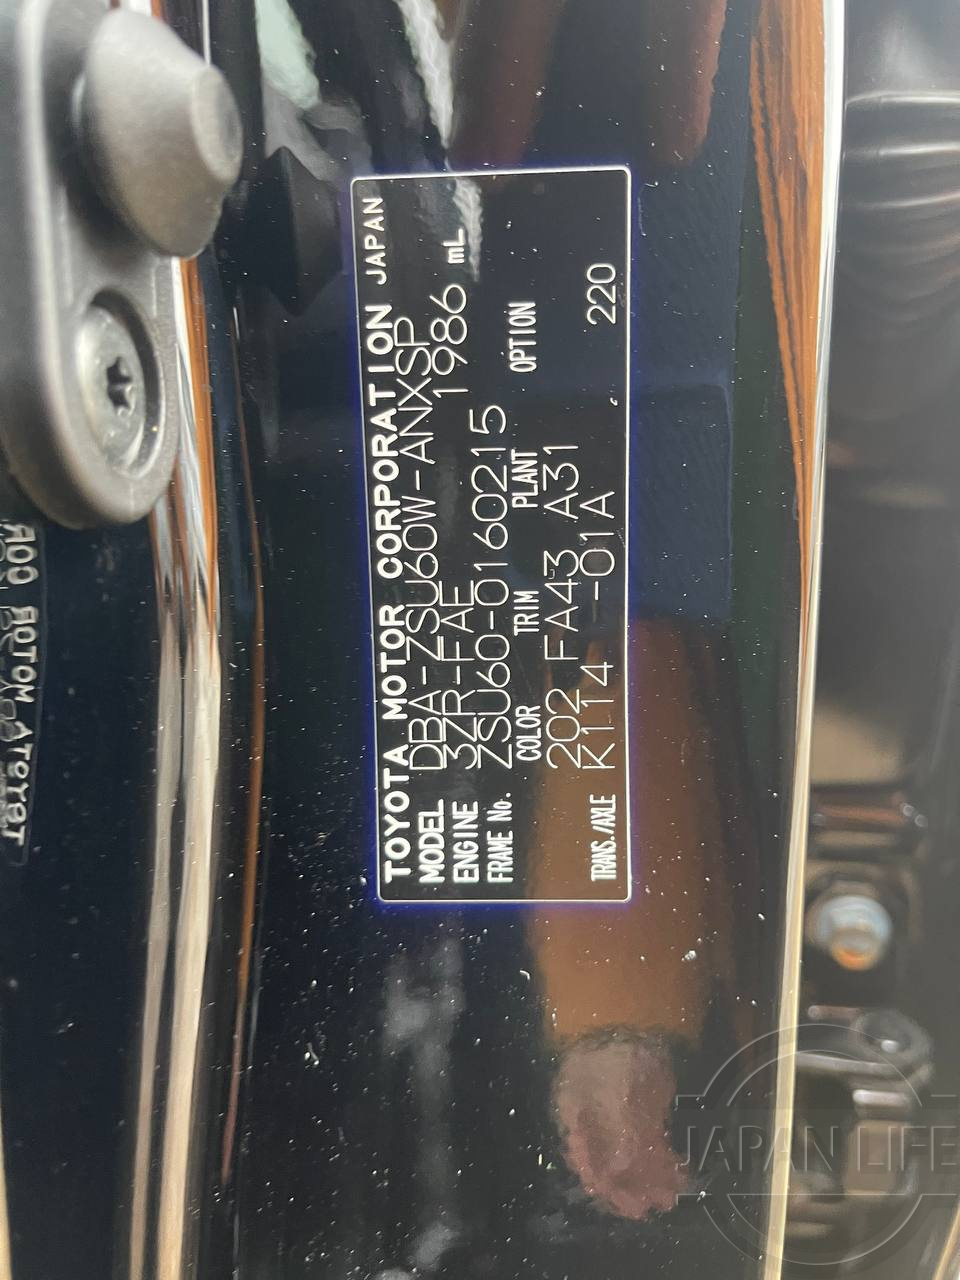 TOYOTA MOTOR CORPORATION JAPAN
MODEL DBA-ZSU60W-ANXSP
ENGINE 3ZR-FAE 1986 mL
FRAME No. ZSU60-0160215
COLOR TRIM PLANT OPTION
202 FA43 A31
TRANS./AXLE K114 -01A 220
JAPAN LIFE